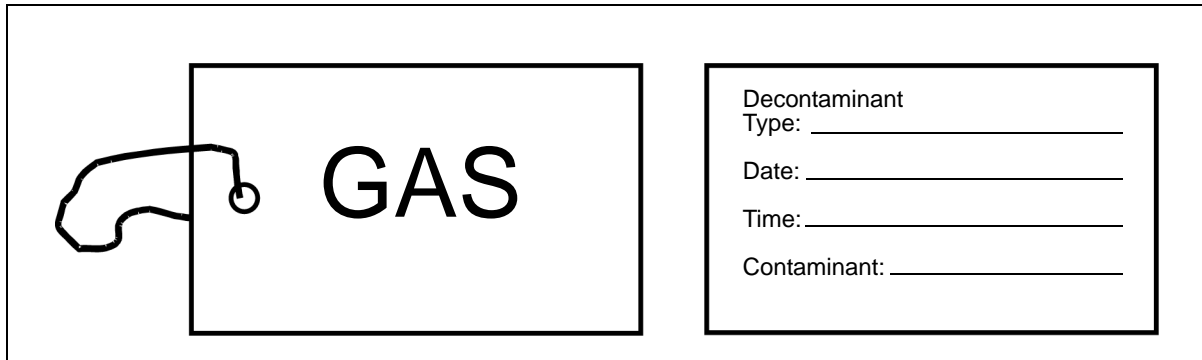 GAS
Decontaminant
Type:
Date:
Time:
Contaminant: